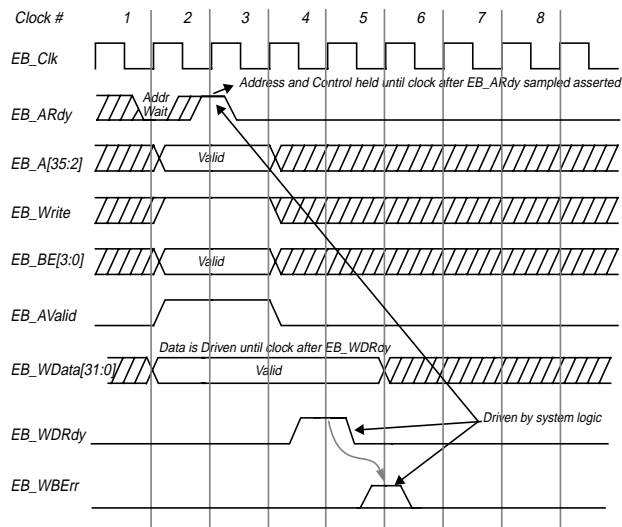 Clock # 1 2 3 4 5 6 7 8
EB_Clk
Address and Control held until clock after EB_ARdy sampled asserted
EB_ARdy
Addr
Wait
EB_A[35:2] Valid
EB_Write
EB_BE[3:0] Valid
EB_AValid
Data is Driven until clock after EB_WDRdy
EB_WData[31:0] Valid
Driven by system logic
EB_WDRdy
EB_WBErr